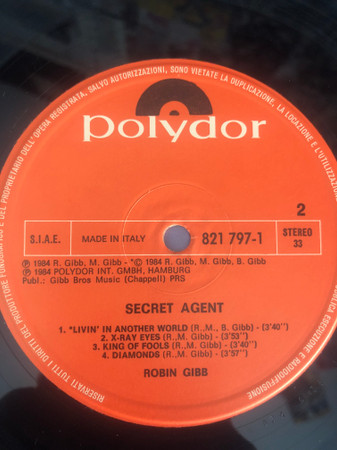 E DEL PROPRIETARIO DELL'OPERA REGISTRATA, SALVO AUTORIZZAZIONI, SONO VIETATE LA DUPLICAZIONE, LA LOCAZIONE E L'UTILIZZAZIONE
polydor
2
S.I.A.E.
MADE IN ITALY
821 797-1
STEREO
33
℗ 1984 R. Gibb, M. Gibb - *© 1984 R. Gibb, M. Gibb, B. Gibb
℗ 1984 POLYDOR INT. GMBH, HAMBURG
Publ.: Gibb Bros Music (Chappell) PRS
SECRET AGENT
1. *LIVIN' IN ANOTHER WORLD (R., M., B. Gibb) - (3'40")
2. X-RAY EYES (R., M. Gibb) - (3'53")
3. KING OF FOOLS (R., M. Gibb) - (3'40")
4. DIAMONDS (R., M. Gibb) - (3'57")
ROBIN GIBB
RISERVATI TUTTI I DIRITTI DEL PRODUTTORE
ESECUZIONE E RADIODIFFUSIONE